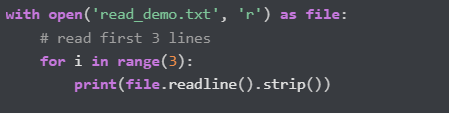 with open('read_demo.txt', 'r') as file:
    # read first 3 lines
    for i in range(3):
        print(file.readline().strip())